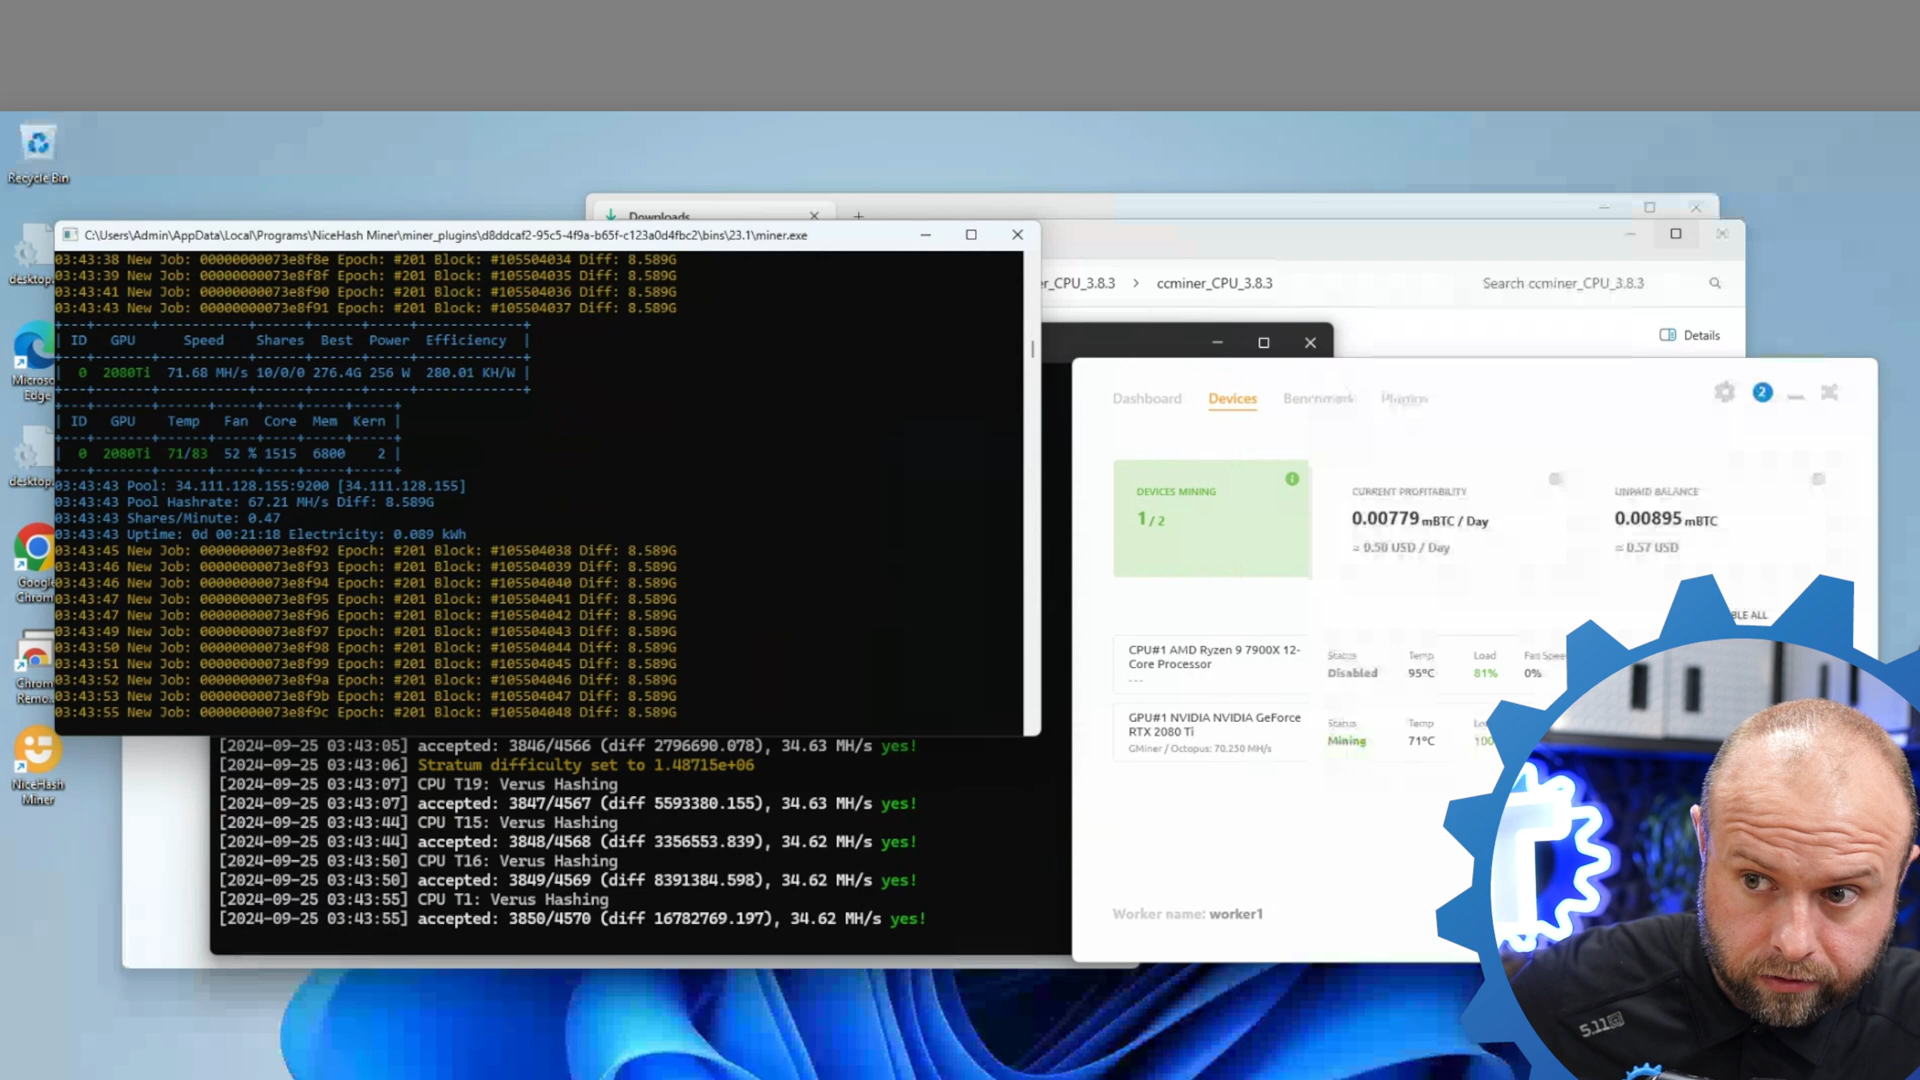 Recycle Bin
desktop.
Microso
Edge
desktop.
Google
Chrom
Chrom
Remo...
NiceHash
Miner
Downloads
C:\Users\Admin\AppData\Local\Programs\NiceHash Miner\miner_plugins\d8ddcaf2-95c5-4f9a-b65f-c123a0d4fbc2\bins\23.1\miner.exe
03:43:38 New Job: 00000000073e8f8e Epoch: #201 Block: #105504034 Diff: 8.589G
03:43:39 New Job: 00000000073e8f8f Epoch: #201 Block: #105504035 Diff: 8.589G
03:43:41 New Job: 00000000073e8f90 Epoch: #201 Block: #105504036 Diff: 8.589G
03:43:43 New Job: 00000000073e8f91 Epoch: #201 Block: #105504037 Diff: 8.589G
| ID GPU Speed Shares Best Power Efficiency |
| 0 2080Ti 71.68 MH/s 10/0/0 276.4G 256 W 280.01 KH/W |
| ID GPU Temp Fan Core Mem Kern |
| 0 2080Ti 71/83 52 % 1515 6800 2 |
03:43:43 Pool: 34.111.128.155:9200 [34.111.128.155]
03:43:43 Pool Hashrate: 67.21 MH/s Diff: 8.589G
03:43:43 Shares/Minute: 0.47
03:43:43 Uptime: 0d 00:21:18 Electricity: 0.089 kWh
03:43:45 New Job: 00000000073e8f92 Epoch: #201 Block: #105504038 Diff: 8.589G
03:43:46 New Job: 00000000073e8f93 Epoch: #201 Block: #105504039 Diff: 8.589G
03:43:46 New Job: 00000000073e8f94 Epoch: #201 Block: #105504040 Diff: 8.589G
03:43:47 New Job: 00000000073e8f95 Epoch: #201 Block: #105504041 Diff: 8.589G
03:43:47 New Job: 00000000073e8f96 Epoch: #201 Block: #105504042 Diff: 8.589G
03:43:49 New Job: 00000000073e8f97 Epoch: #201 Block: #105504043 Diff: 8.589G
03:43:50 New Job: 00000000073e8f98 Epoch: #201 Block: #105504044 Diff: 8.589G
03:43:51 New Job: 00000000073e8f99 Epoch: #201 Block: #105504045 Diff: 8.589G
03:43:52 New Job: 00000000073e8f9a Epoch: #201 Block: #105504046 Diff: 8.589G
03:43:53 New Job: 00000000073e8f9b Epoch: #201 Block: #105504047 Diff: 8.589G
03:43:55 New Job: 00000000073e8f9c Epoch: #201 Block: #105504048 Diff: 8.589G
[2024-09-25 03:43:05] accepted: 3846/4566 (diff 2796690.078), 34.63 MH/s yes!
[2024-09-25 03:43:06] Stratum difficulty set to 1.48715e+06
[2024-09-25 03:43:07] CPU T19: Verus Hashing
[2024-09-25 03:43:07] accepted: 3847/4567 (diff 5593380.155), 34.63 MH/s yes!
[2024-09-25 03:43:44] CPU T15: Verus Hashing
[2024-09-25 03:43:44] accepted: 3848/4568 (diff 3356553.839), 34.62 MH/s yes!
[2024-09-25 03:43:50] CPU T16: Verus Hashing
[2024-09-25 03:43:50] accepted: 3849/4569 (diff 8391384.598), 34.62 MH/s yes!
[2024-09-25 03:43:55] CPU T1: Verus Hashing
[2024-09-25 03:43:55] accepted: 3850/4570 (diff 16782769.197), 34.62 MH/s yes!
er_CPU_3.8.3 > ccminer_CPU_3.8.3 Search ccminer_CPU_3.8.3
Details
Dashboard Devices Benchmark Plugins 2
DEVICES MINING
1 / 2
CURRENT PROFITABILITY
0.00779 mBTC / Day
≈ 0.50 USD / Day
UNPAID BALANCE
0.00895 mBTC
≈ 0.57 USD
BLE ALL
CPU#1 AMD Ryzen 9 7900X 12-
Core Processor
---
Status Temp Load Fan Speed
Disabled 95°C 81% 0%
GPU#1 NVIDIA NVIDIA GeForce
RTX 2080 Ti
GMiner / Octopus: 70.250 MH/s
Status Temp Lo
Mining 71°C 100
Worker name: worker1
5.11